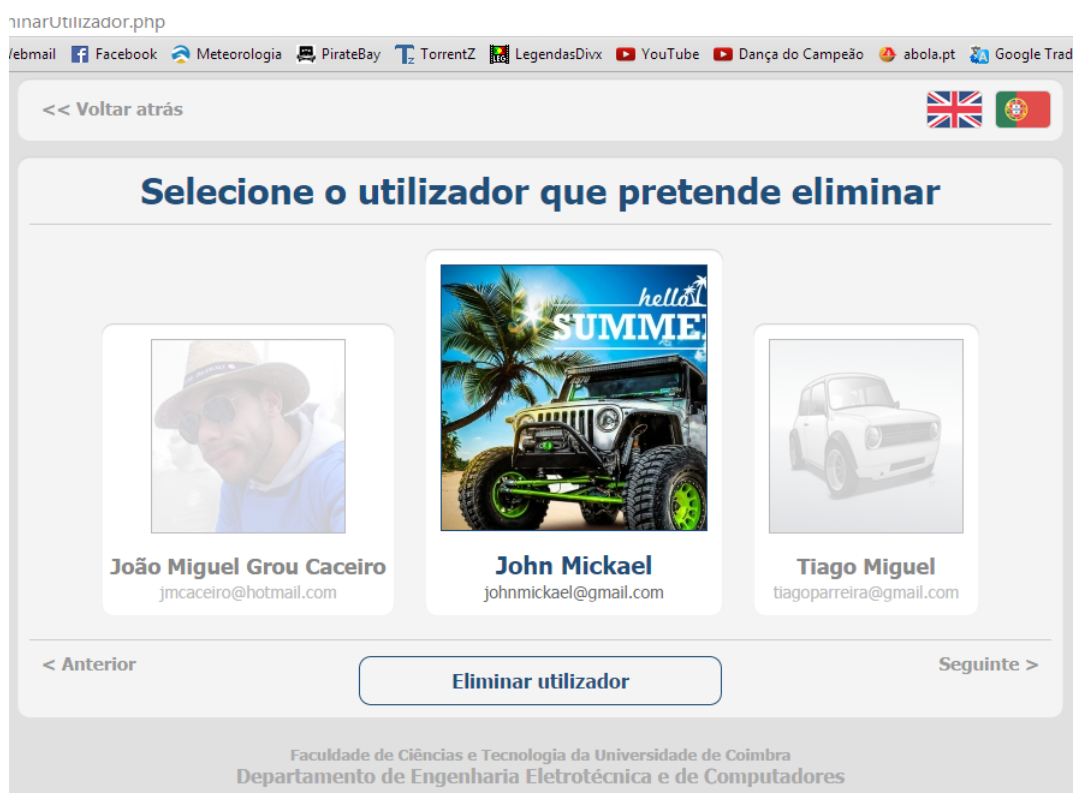 minarUtilizador.php
Webmail Facebook Meteorologia PirateBay TorrentZ LegendasDivx YouTube Dança do Campeão abola.pt Google Trad
<< Voltar atrás
Selecione o utilizador que pretende eliminar
hello
SUMME
João Miguel Grou Caceiro
jmcaceiro@hotmail.com
John Mickael
johnmickael@gmail.com
Tiago Miguel
tiagoparreira@gmail.com
< Anterior
Eliminar utilizador
Seguinte >
Faculdade de Ciências e Tecnologia da Universidade de Coimbra
Departamento de Engenharia Eletrotécnica e de Computadores